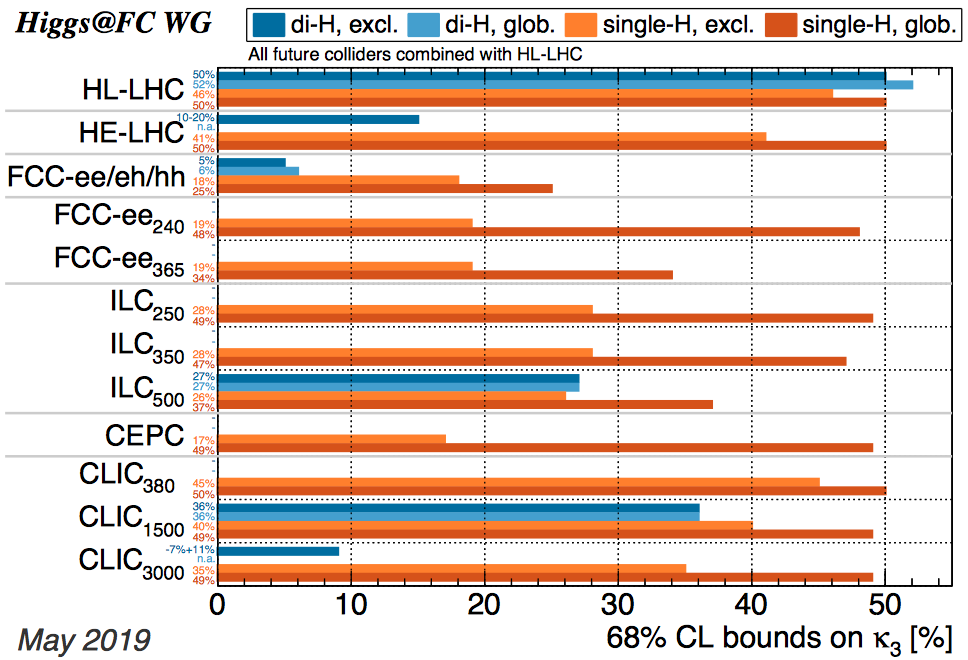 Higgs@FC WG
di-H, excl. di-H, glob. single-H, excl. single-H, glob.
All future colliders combined with HL-LHC
HL-LHC
50%
52%
46%
50%
HE-LHC
10-20%
n.a.
41%
50%
FCC-ee/eh/hh
5%
6%
18%
25%
FCC-ee240
-
-
19%
48%
FCC-ee365
-
-
19%
34%
ILC250
-
-
28%
49%
ILC350
-
-
28%
47%
ILC500
27%
27%
26%
37%
CEPC
-
-
17%
49%
CLIC380
-
-
45%
50%
CLIC1500
36%
36%
40%
49%
CLIC3000
-7%+11%
n.a.
35%
49%
0 10 20 30 40 50
May 2019
68% CL bounds on κ3 [%]